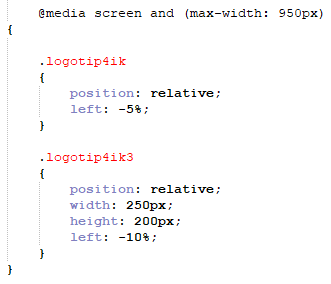 @media screen and (max-width: 950px)
{
.logotip4ik
{
position: relative;
left: -5%;
}
.logotip4ik3
{
position: relative;
width: 250px;
height: 200px;
left: -10%;
}
}